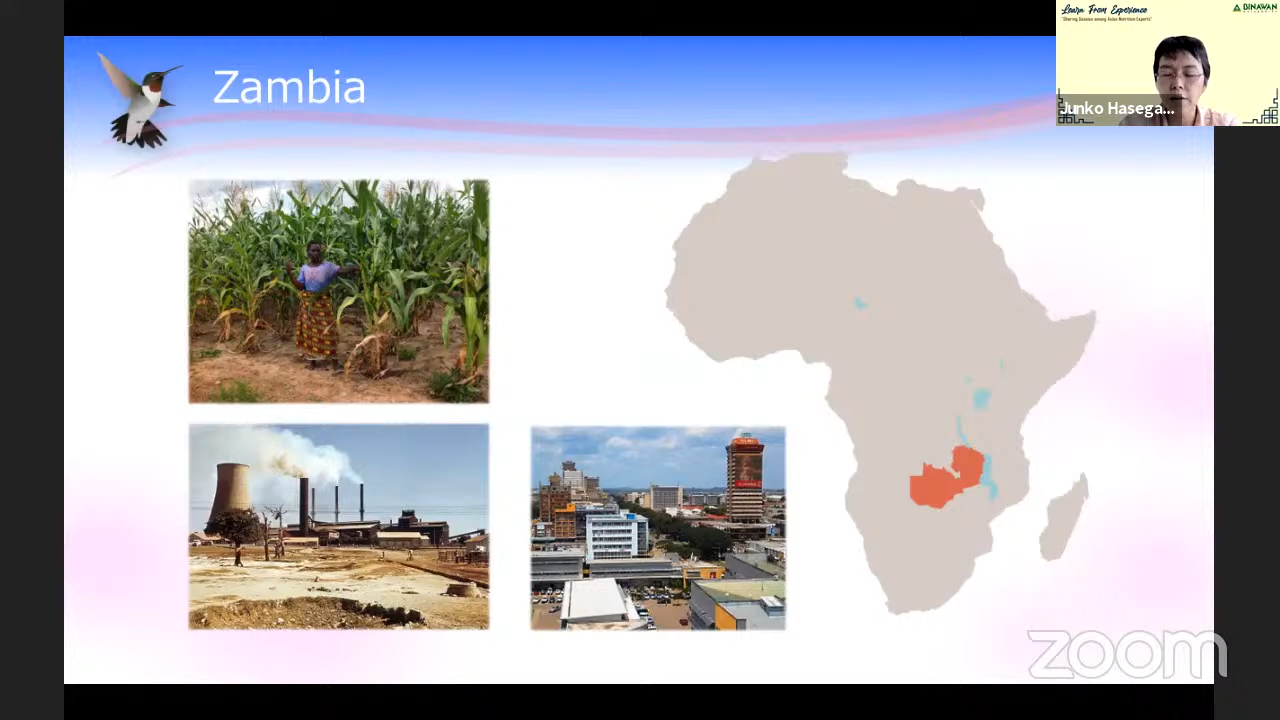 Zambia
Learn From Experience
"Sharing Session among Asian Nutrition Experts"
BINAWAN
Junko Hasega...
zoom